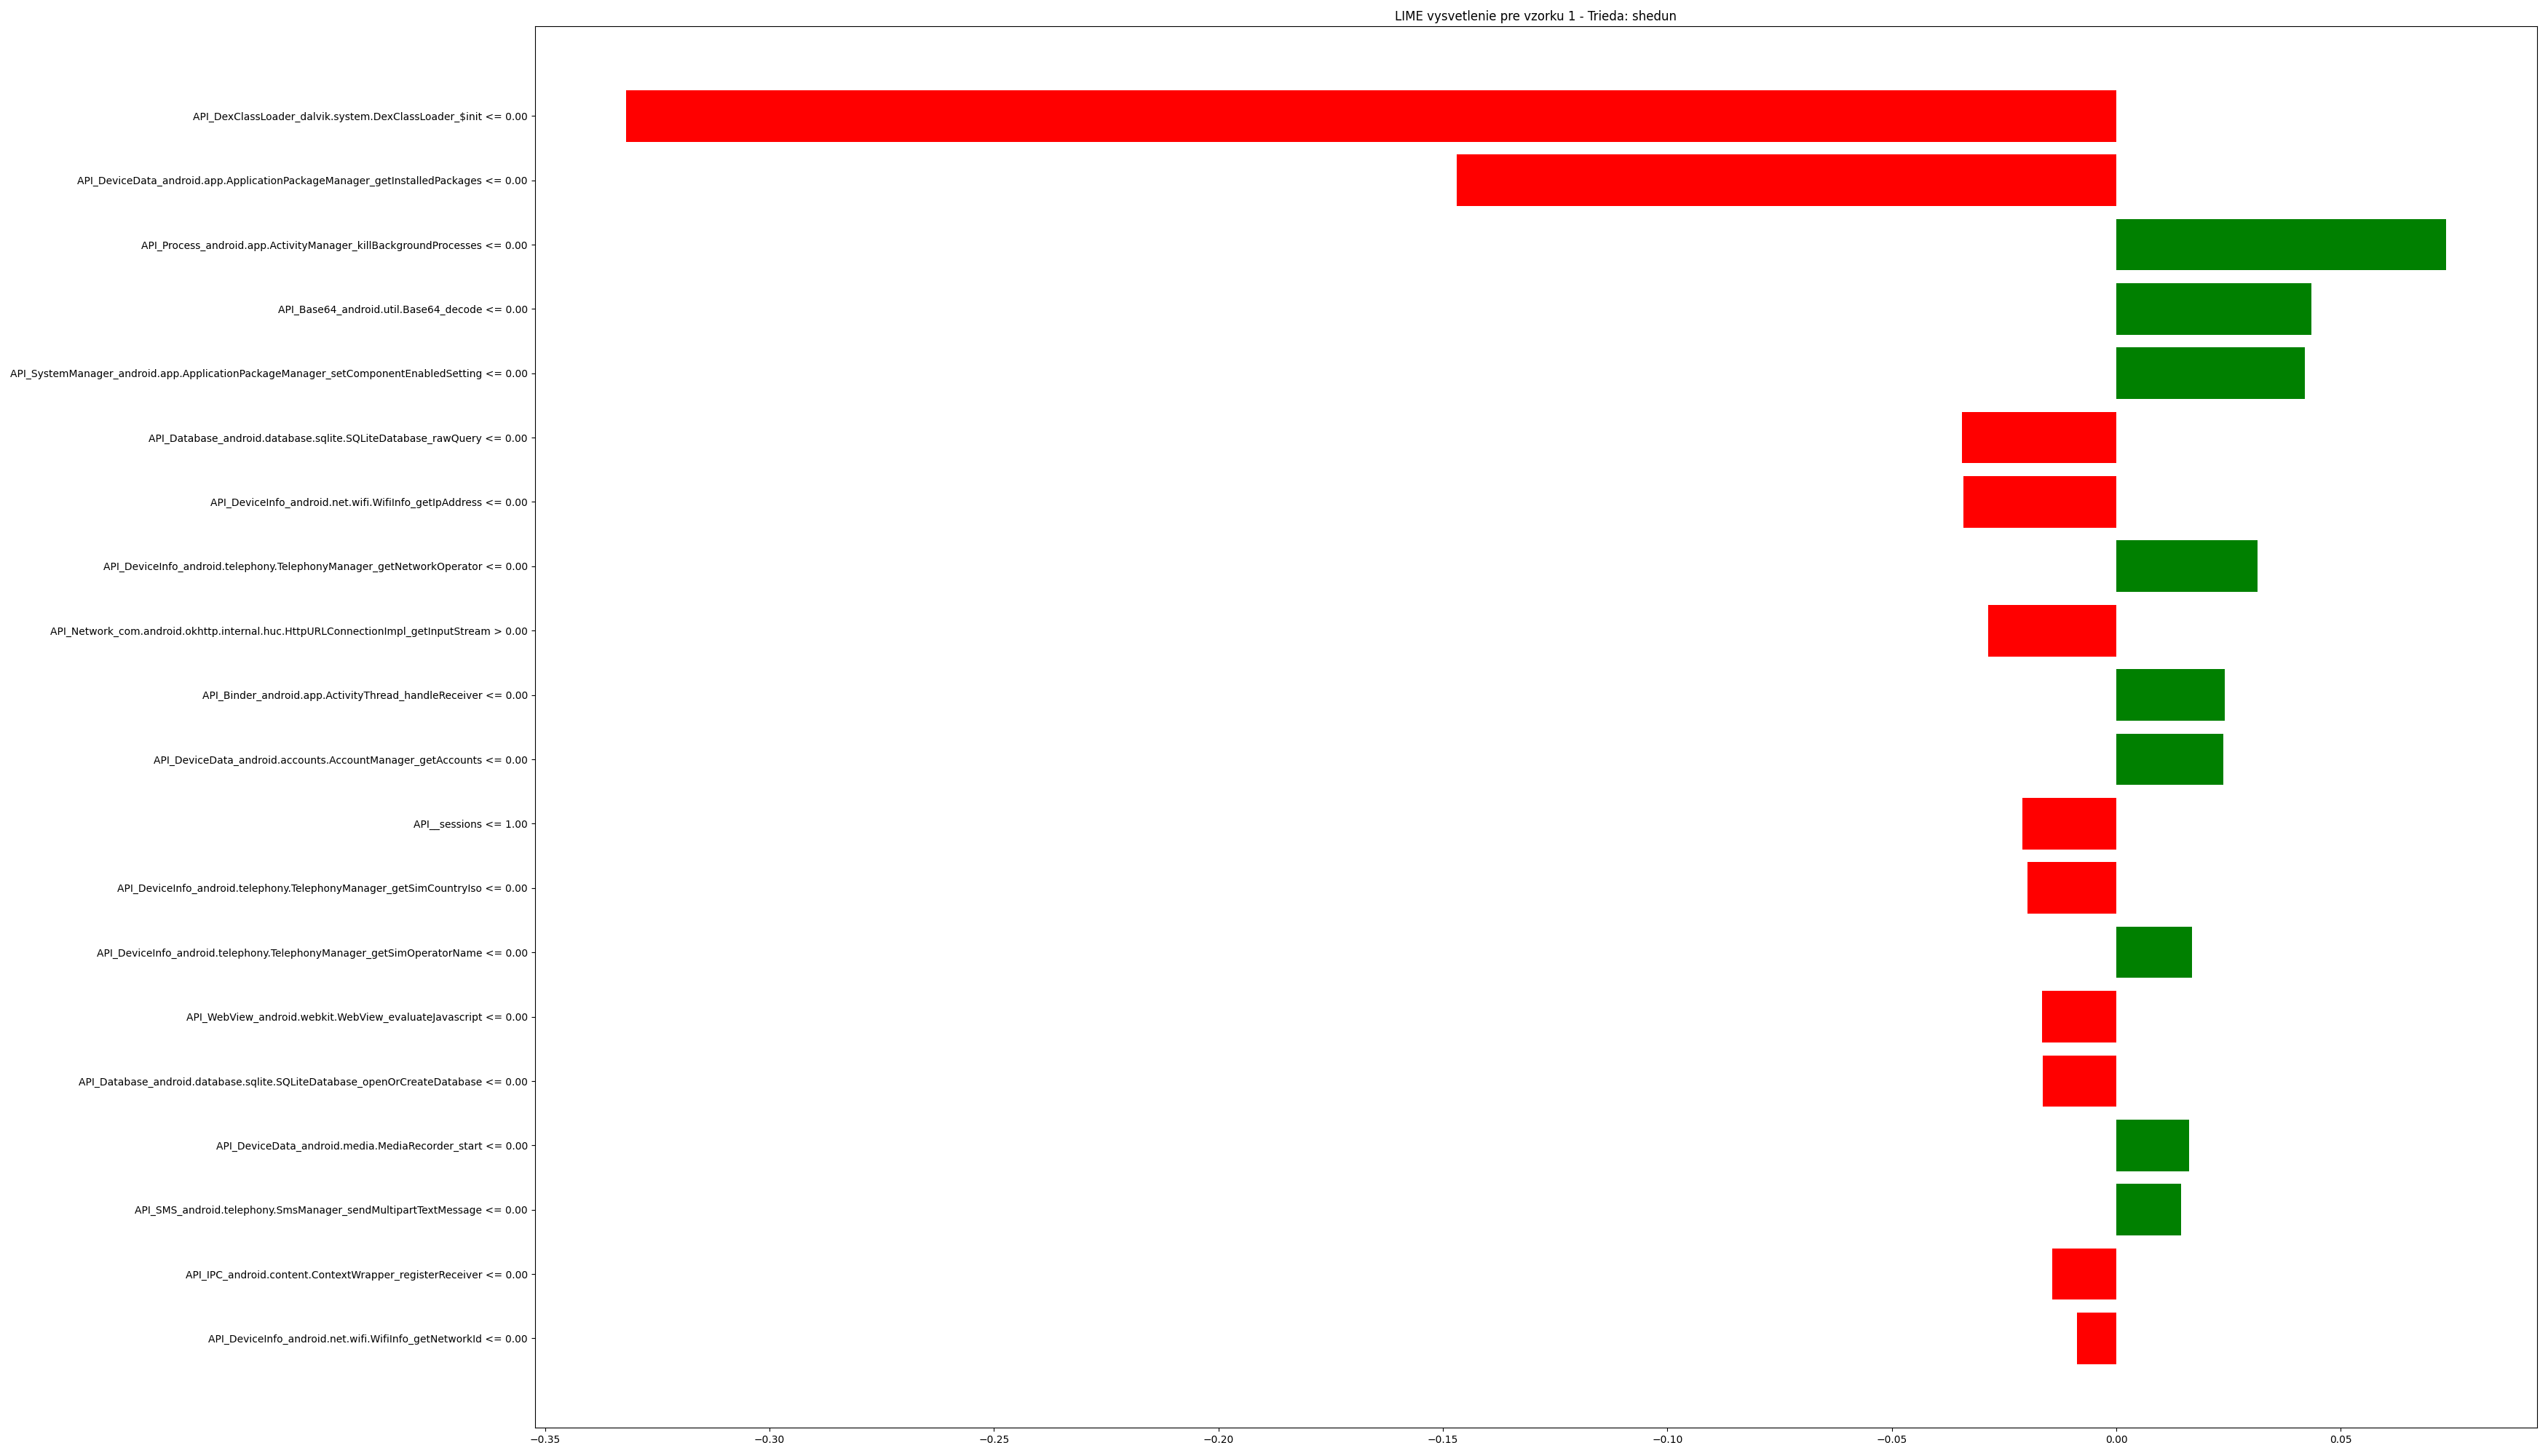 LIME vysvetlenie pre vzorku 1 - Trieda: shedun
API_DexClassLoader_dalvik.system.DexClassLoader_$init <= 0.00
API_DeviceData_android.app.ApplicationPackageManager_getInstalledPackages <= 0.00
API_Process_android.app.ActivityManager_killBackgroundProcesses <= 0.00
API_Base64_android.util.Base64_decode <= 0.00
API_SystemManager_android.app.ApplicationPackageManager_setComponentEnabledSetting <= 0.00
API_Database_android.database.sqlite.SQLiteDatabase_rawQuery <= 0.00
API_DeviceInfo_android.net.wifi.WifiInfo_getIpAddress <= 0.00
API_DeviceInfo_android.telephony.TelephonyManager_getNetworkOperator <= 0.00
API_Network_com.android.okhttp.internal.huc.HttpURLConnectionImpl_getInputStream > 0.00
API_Binder_android.app.ActivityThread_handleReceiver <= 0.00
API_DeviceData_android.accounts.AccountManager_getAccounts <= 0.00
API__sessions <= 1.00
API_DeviceInfo_android.telephony.TelephonyManager_getSimCountryIso <= 0.00
API_DeviceInfo_android.telephony.TelephonyManager_getSimOperatorName <= 0.00
API_WebView_android.webkit.WebView_evaluateJavascript <= 0.00
API_Database_android.database.sqlite.SQLiteDatabase_openOrCreateDatabase <= 0.00
API_DeviceData_android.media.MediaRecorder_start <= 0.00
API_SMS_android.telephony.SmsManager_sendMultipartTextMessage <= 0.00
API_IPC_android.content.ContextWrapper_registerReceiver <= 0.00
API_DeviceInfo_android.net.wifi.WifiInfo_getNetworkId <= 0.00
−0.35 −0.30 −0.25 −0.20 −0.15 −0.10 −0.05 0.00 0.05